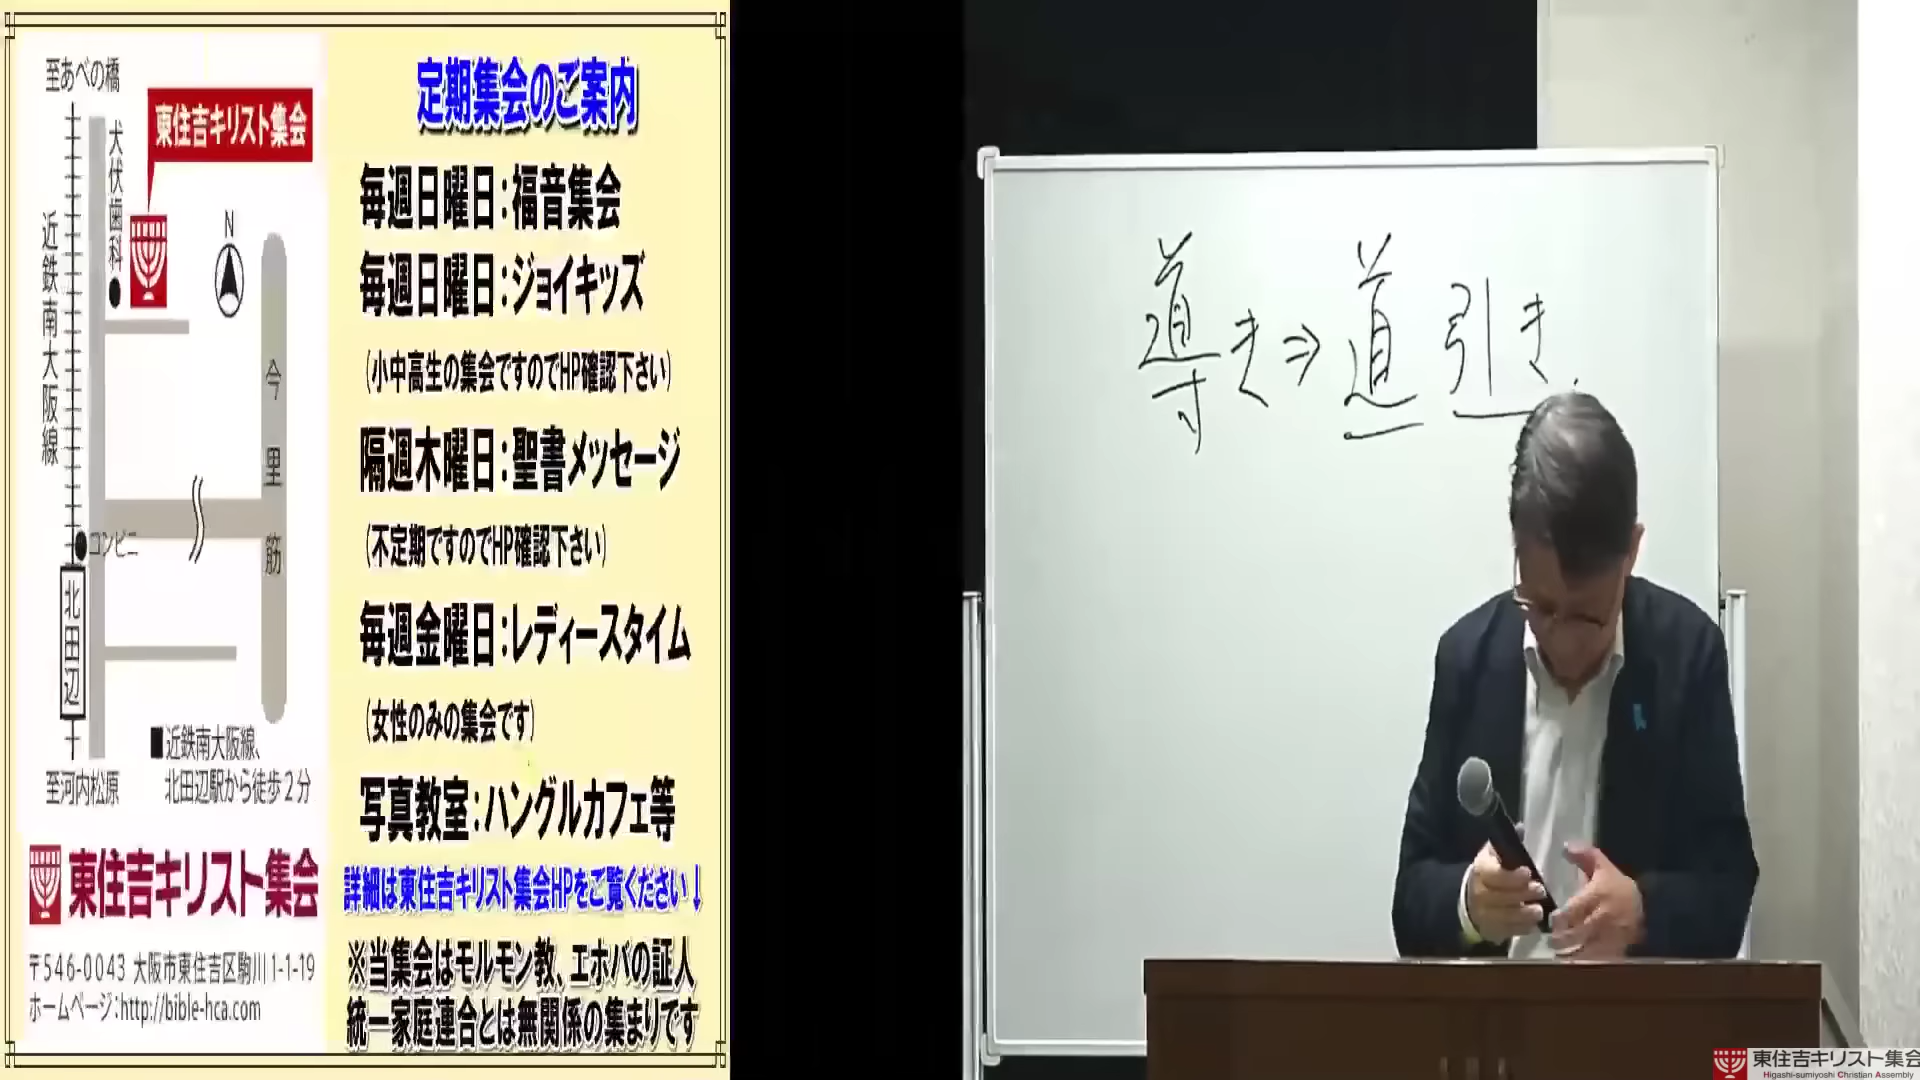 至あべの橋
東住吉キリスト集会
犬伏歯科
近鉄南大阪線
N
今里筋
コンビニ
北田辺
■近鉄南大阪線、
北田辺駅から徒歩2分
至河内松原
東住吉キリスト集会
〒546-0043 大阪市東住吉区駒川1-1-19
ホームページ:http://bible-hca.com
定期集会のご案内
毎週日曜日:福音集会
毎週日曜日:ジョイキッズ
(小中高生の集会ですのでHP確認下さい)
隔週木曜日:聖書メッセージ
(不定期ですのでHP確認下さい)
毎週金曜日:レディースタイム
(女性のみの集会です)
写真教室:ハングルカフェ等
詳細は東住吉キリスト集会HPをご覧ください↓
※当集会はモルモン教、エホバの証人
統一家庭連合とは無関係の集まりです
導き⇒道引き
東住吉キリスト集会
Higashi-sumiyoshi Christian Assembly